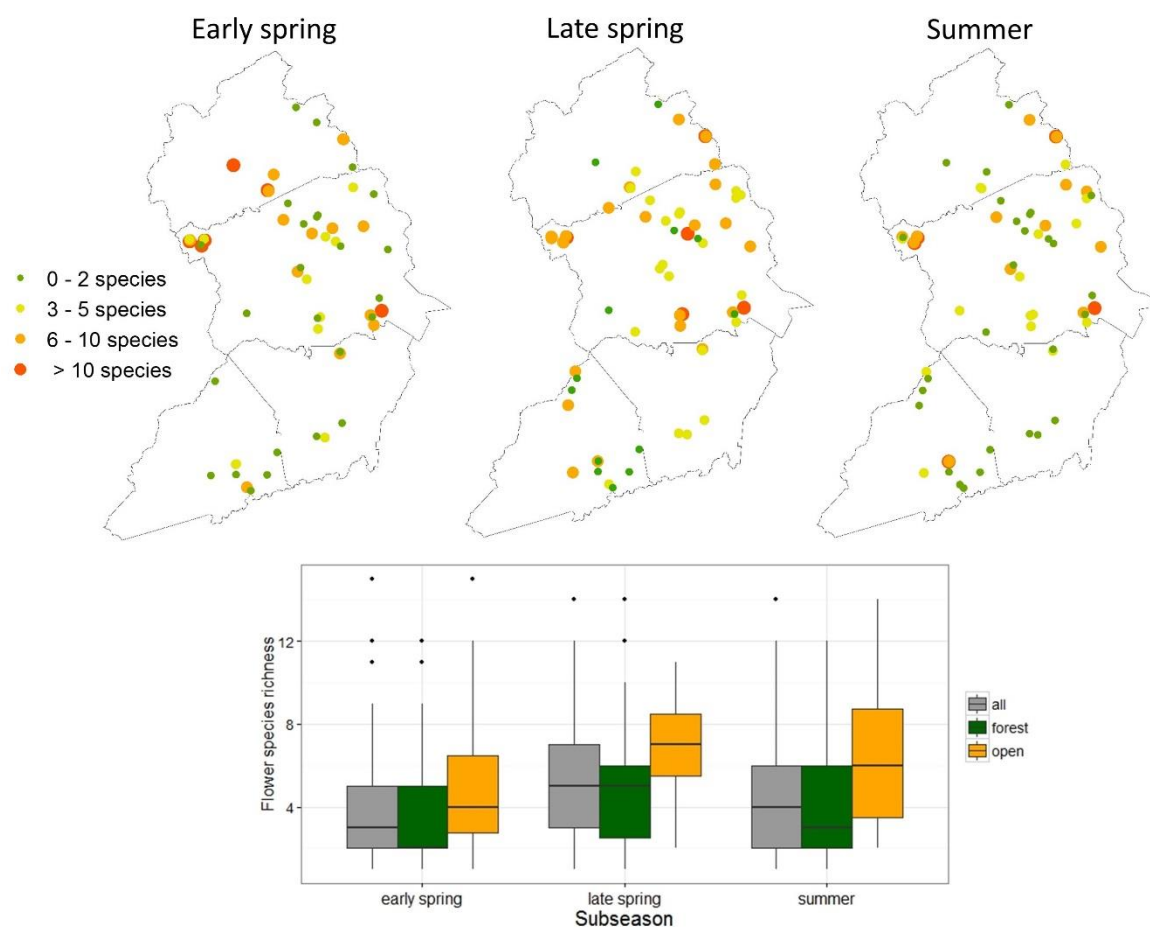 Early spring
Late spring
Summer
0 - 2 species
3 - 5 species
6 - 10 species
> 10 species
Flower species richness
12
8
4
all
forest
open
early spring
late spring
summer
Subseason